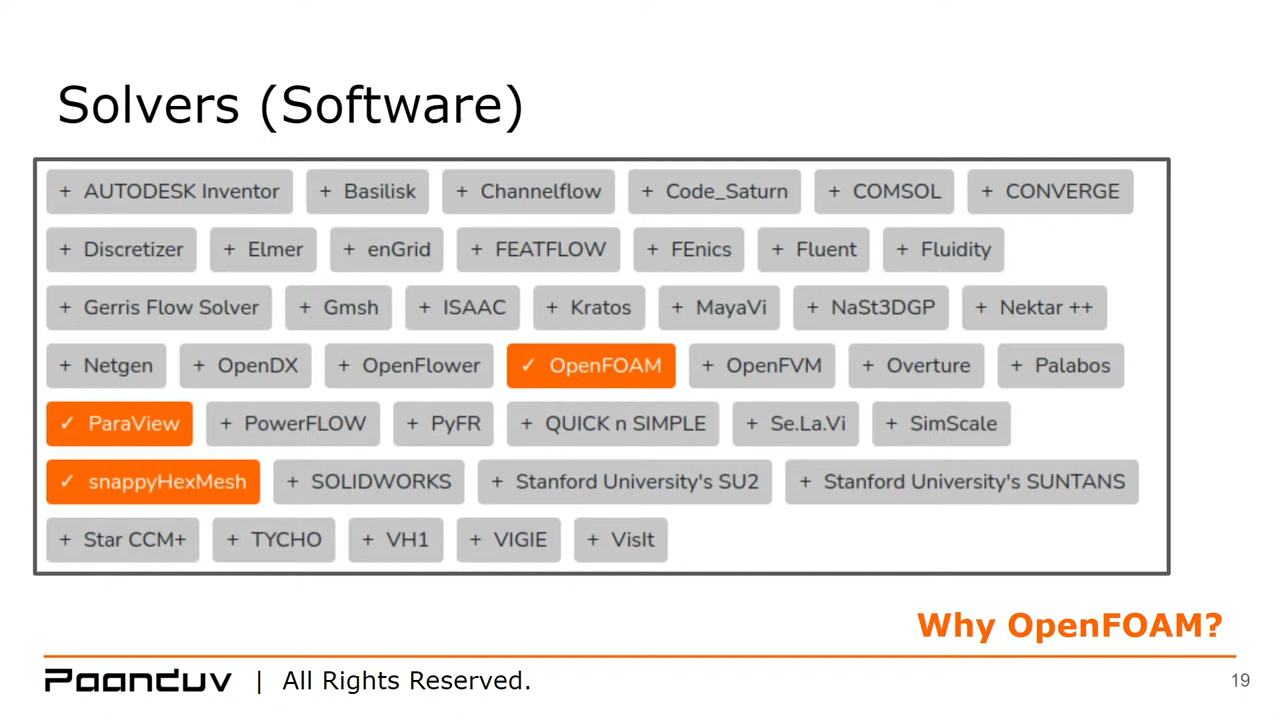 Solvers (Software)
+ AUTODESK Inventor + Basilisk + Channelflow + Code_Saturn + COMSOL + CONVERGE
+ Discretizer + Elmer + enGrid + FEATFLOW + FEnics + Fluent + Fluidity
+ Gerris Flow Solver + Gmsh + ISAAC + Kratos + MayaVi + NaSt3DGP + Nektar ++
+ Netgen + OpenDX + OpenFlower ✓ OpenFOAM + OpenFVM + Overture + Palabos
✓ ParaView + PowerFLOW + PyFR + QUICK n SIMPLE + Se.La.Vi + SimScale
✓ snappyHexMesh + SOLIDWORKS + Stanford University's SU2 + Stanford University's SUNTANS
+ Star CCM+ + TYCHO + VH1 + VIGIE + VisIt
Why OpenFOAM?
Paanduv | All Rights Reserved. 19